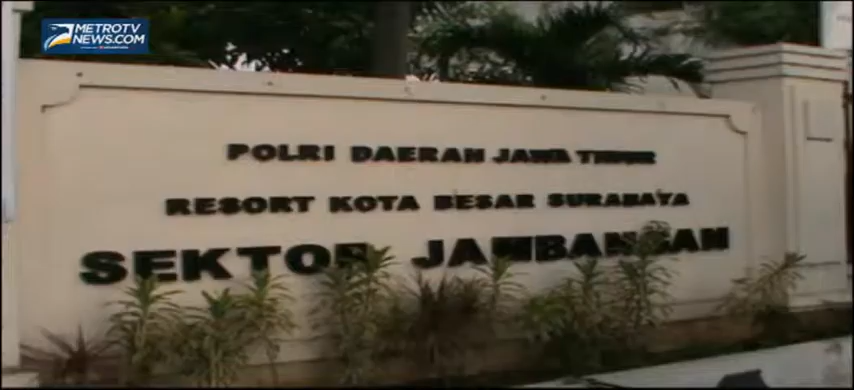 METROTV
NEWS.COM
POLRI DAERAH JAWA TIMUR
RESORT KOTA BESAR SURABAYA
SEKTOR JAMBANGAN